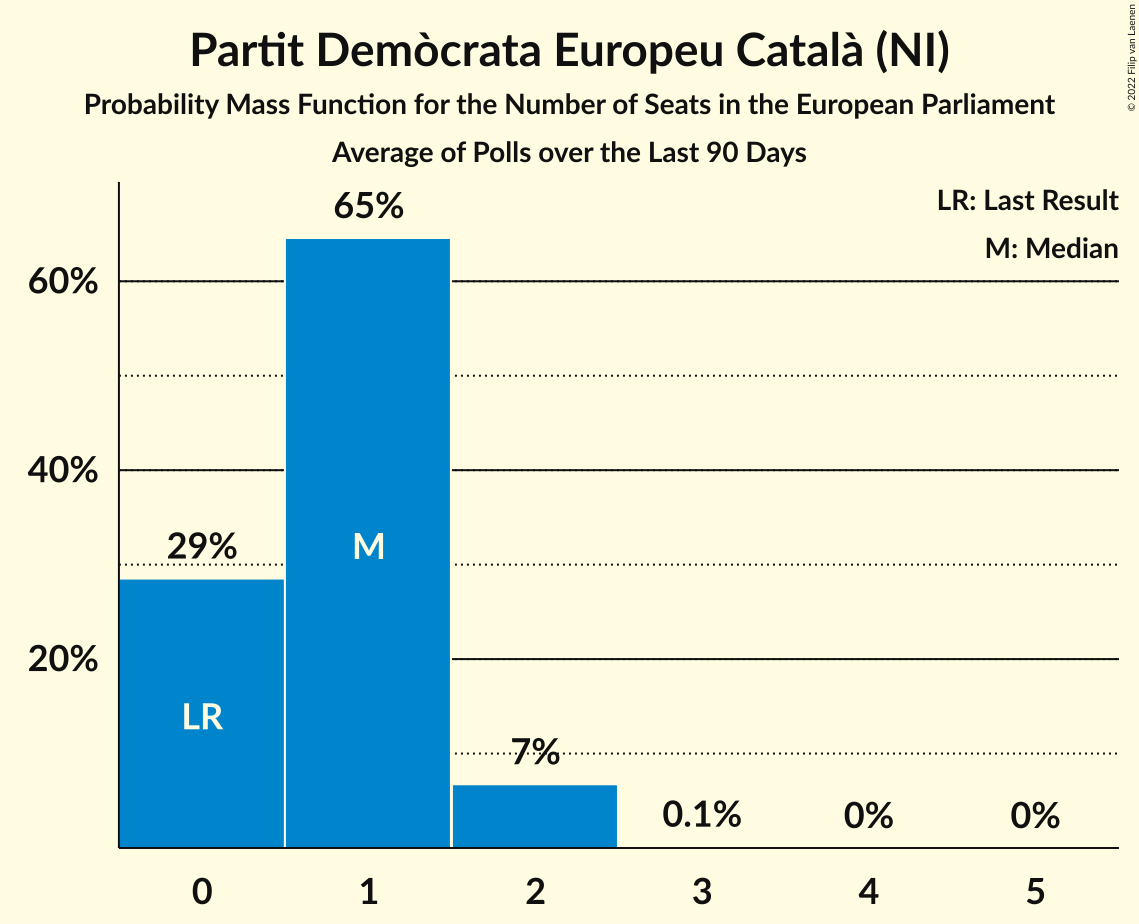 Partit Demòcrata Europeu Català (NI)
Probability Mass Function for the Number of Seats in the European Parliament
Average of Polls over the Last 90 Days
© 2022 Filip van Laenen
LR: Last Result
M: Median
65%
60%
40%
29%
M
20%
LR
7%
0.1%
0%
0%
0 1 2 3 4 5